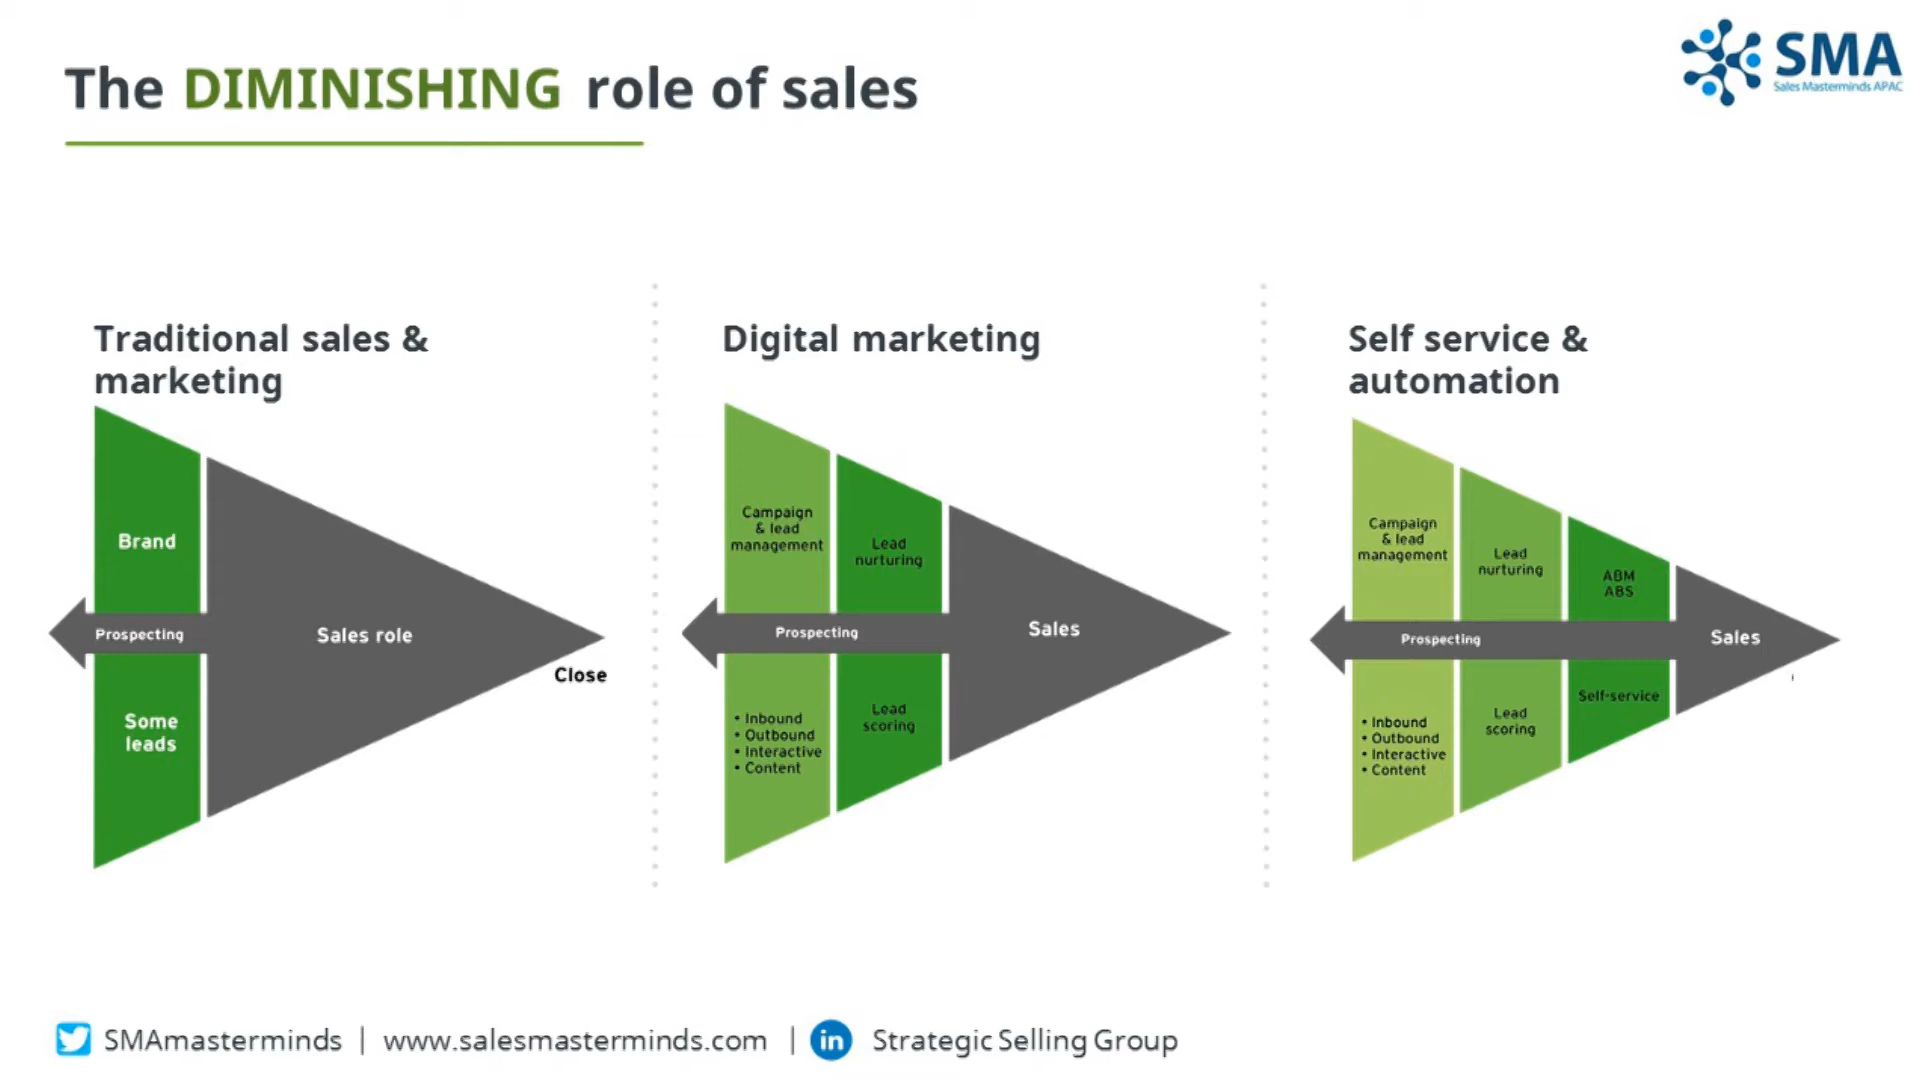 The DIMINISHING role of sales
SMA
Sales Masterminds APAC
Traditional sales &
marketing
Brand
Prospecting
Sales role
Close
Some
leads
Digital marketing
Campaign
& lead
management
Lead
nurturing
Prospecting
Sales
• Inbound
• Outbound
• Interactive
• Content
Lead
scoring
Self service &
automation
Campaign
& lead
management
Lead
nurturing
ABM
ABS
Prospecting
Sales
• Inbound
• Outbound
• Interactive
• Content
Lead
scoring
Self-service
SMAmasterminds | www.salesmasterminds.com | in Strategic Selling Group